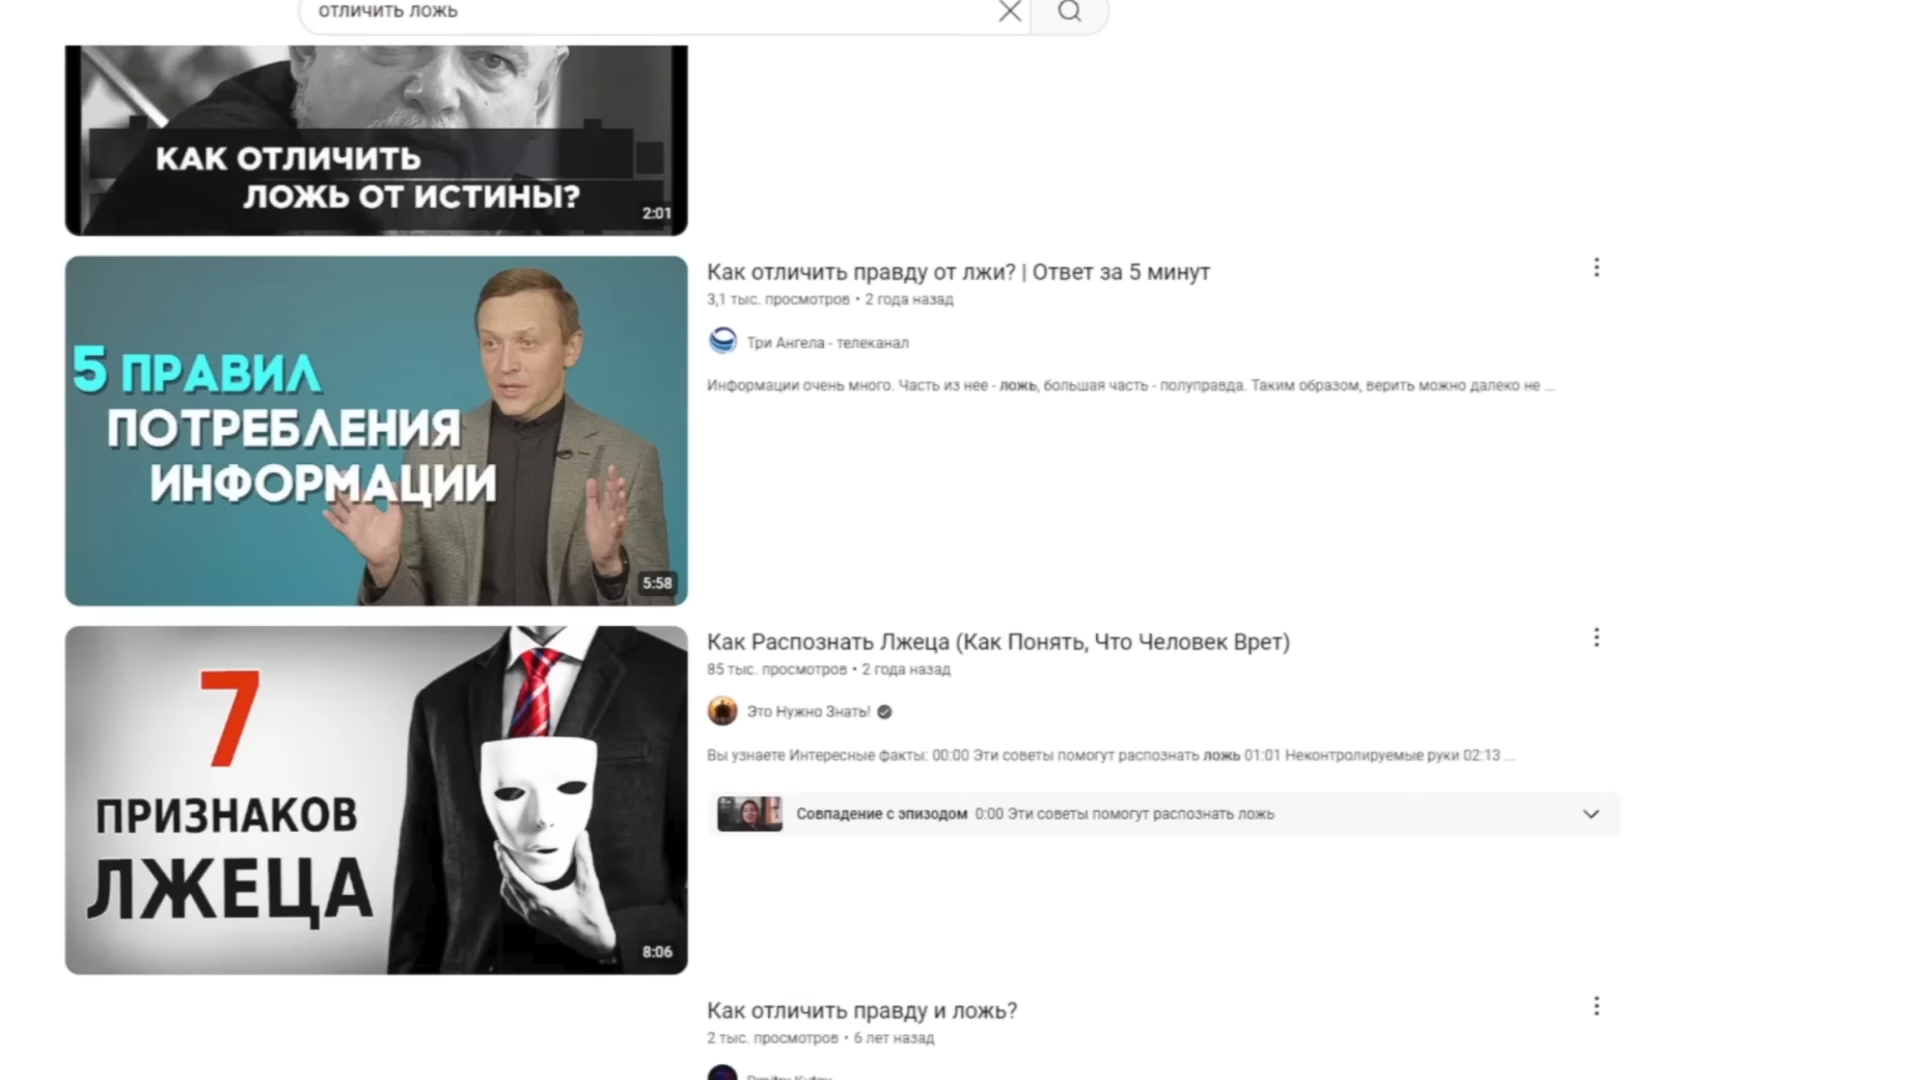 отличить ложь
КАК ОТЛИЧИТЬ
ЛОЖЬ ОТ ИСТИНЫ?
2:01
5 ПРАВИЛ
ПОТРЕБЛЕНИЯ
ИНФОРМАЦИИ
5:58
Как отличить правду от лжи? | Ответ за 5 минут
3,1 тыс. просмотров • 2 года назад
Три Ангела - телеканал
Информации очень много. Часть из нее - ложь, большая часть - полуправда. Таким образом, верить можно далеко не ...
7
ПРИЗНАКОВ
ЛЖЕЦА
8:06
Как Распознать Лжеца (Как Понять, Что Человек Врет)
85 тыс. просмотров • 2 года назад
Это Нужно Знать!
Вы узнаете Интересные факты: 00:00 Эти советы помогут распознать ложь 01:01 Неконтролируемые руки 02:13 ...
Совпадение с эпизодом 0:00 Эти советы помогут распознать ложь
Как отличить правду и ложь?
2 тыс. просмотров • 6 лет назад